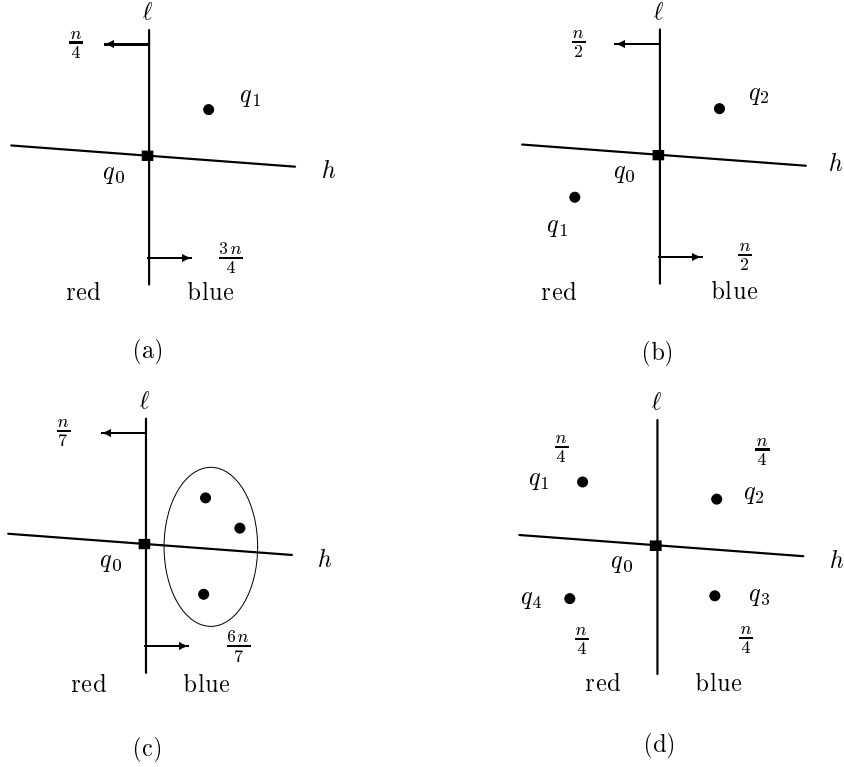 ℓ
n/4
q1
h
q0
3n/4
red blue
(a)
ℓ
n/2
q2
h
q0
q1
n/2
red blue
(b)
ℓ
n/7
h
q0
6n/7
red blue
(c)
ℓ
n/4 n/4
q1 q2
h
q0
q4 q3
n/4 n/4
red blue
(d)